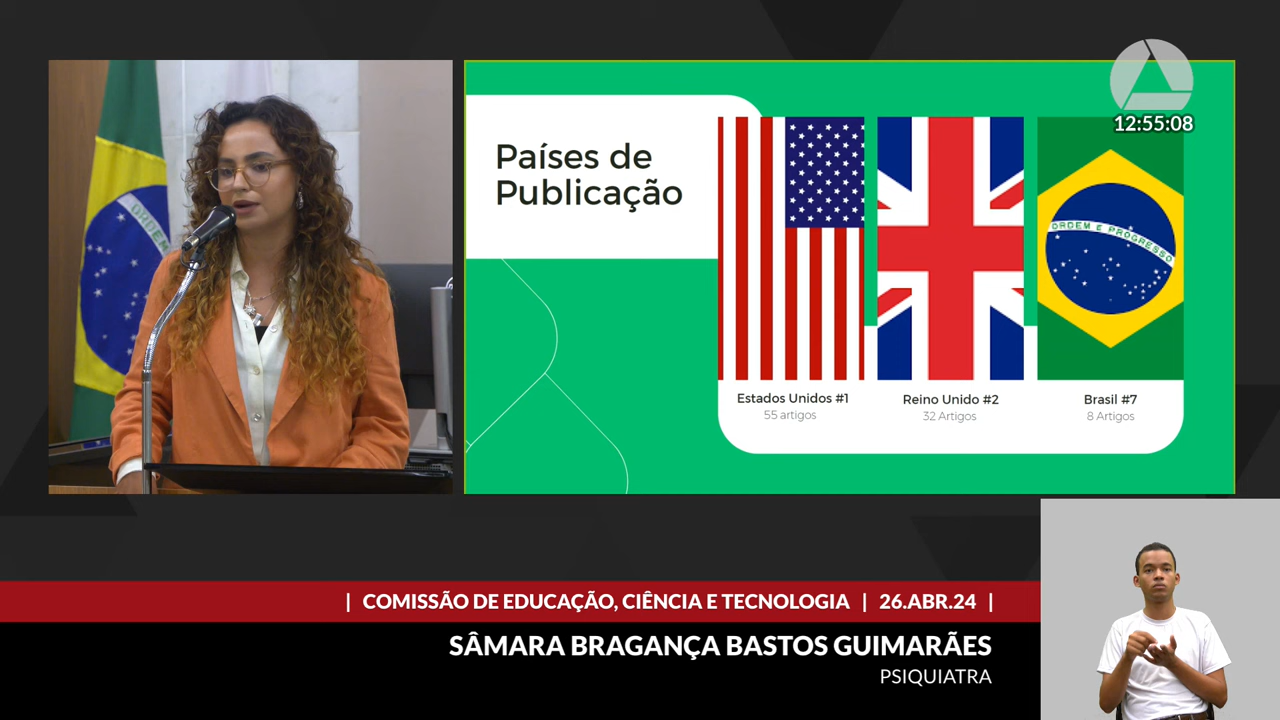 12:55:08
Países de
Publicação
Estados Unidos #1
55 artigos
Reino Unido #2
32 Artigos
Brasil #7
8 Artigos
ORDEM E PROGRESSO
ORDEM
| COMISSÃO DE EDUCAÇÃO, CIÊNCIA E TECNOLOGIA | 26.ABR.24 |
SÂMARA BRAGANÇA BASTOS GUIMARÃES
PSIQUIATRA